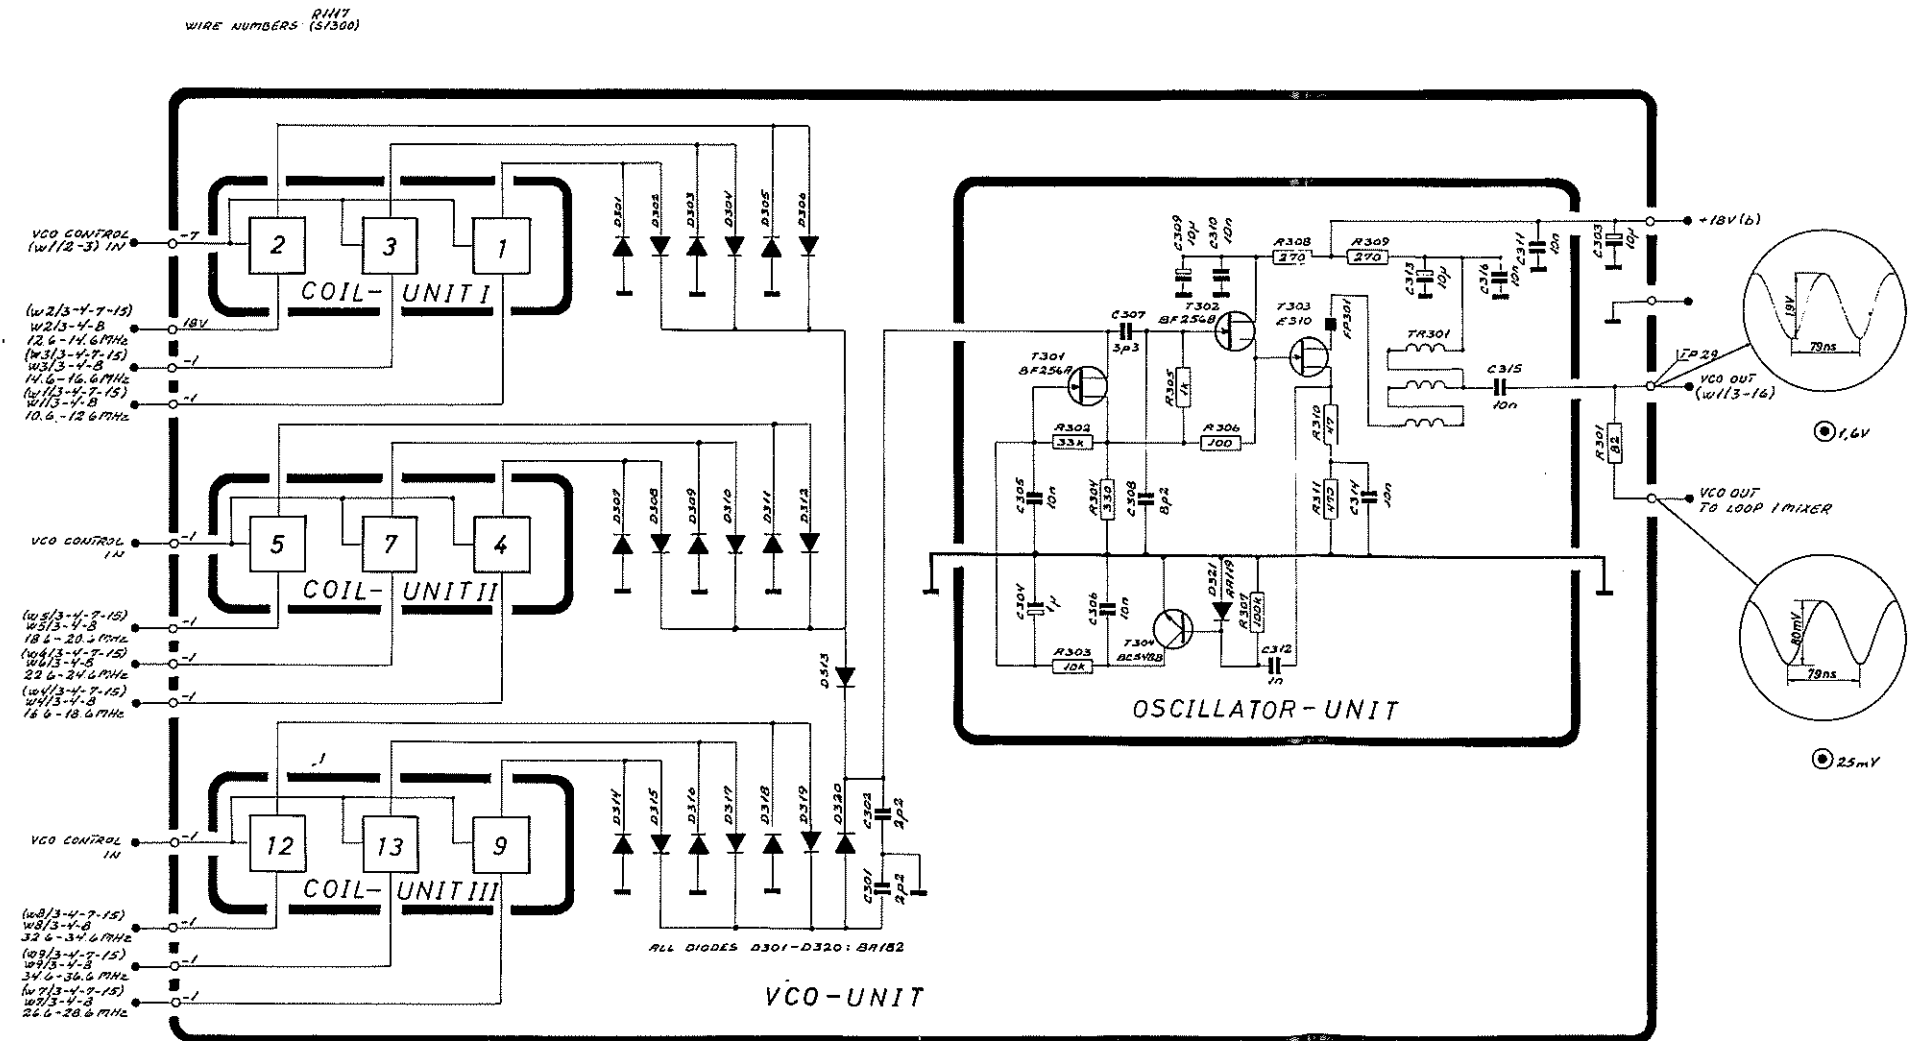 R1117
WIRE NUMBERS (S1300)
VCO CONTROL
(W1/2-3) IN
-7
(W2/3-4-7-15)
W2/3-4-8
12.6-14.6MHz
18V
(W3/3-4-7-15)
W3/3-4-8
14.6-16.6MHz
-1
(W1/3-4-7-15)
W1/3-4-8
10.6-12.6MHz
-1
2
3
1
COIL-UNIT I
D301
D302
D303
D304
D305
D306
VCO CONTROL
IN
-1
(W5/3-4-7-15)
W5/3-4-8
18.6-20.6MHz
-1
(W6/3-4-7-15)
W6/3-4-8
22.6-24.6MHz
-1
(W4/3-4-7-15)
W4/3-4-8
16.6-18.6MHz
-1
5
7
4
COIL-UNIT II
D307
D308
D309
D310
D311
D312
D313
VCO CONTROL
IN
-1
(W8/3-4-7-15)
W8/3-4-8
32.6-34.6MHz
-1
(W9/3-4-7-15)
W9/3-4-8
34.6-36.6MHz
-1
(W7/3-4-7-15)
W7/3-4-8
26.6-28.6MHz
-1
12
13
9
COIL-UNIT III
D314
D315
D316
D317
D318
D319
D320
C302
2p2
C301
2p2
ALL DIODES D301-D320: BA182
VCO-UNIT
C309
10µ
C310
10n
R308
270
R309
270
C313
10µ
C316
10n
C311
10n
C303
10µ
+18V(b)
C307
3p3
T302
BF256B
T303
E310
FP301
TR301
T301
BF256A
R305
1k
C315
10n
R302
33k
R306
100
R310
47
C305
10n
R304
330
C308
8p2
R311
470
C314
10n
C304
1µ
C306
10n
D321
AA119
R307
100k
T304
BC548B
R303
10k
C312
1n
OSCILLATOR-UNIT
TP29
VCO OUT
(W1/3-16)
R301
82
VCO OUT
TO LOOP 1 MIXER
19V
79ns
1,6V
80mV
79ns
25mV